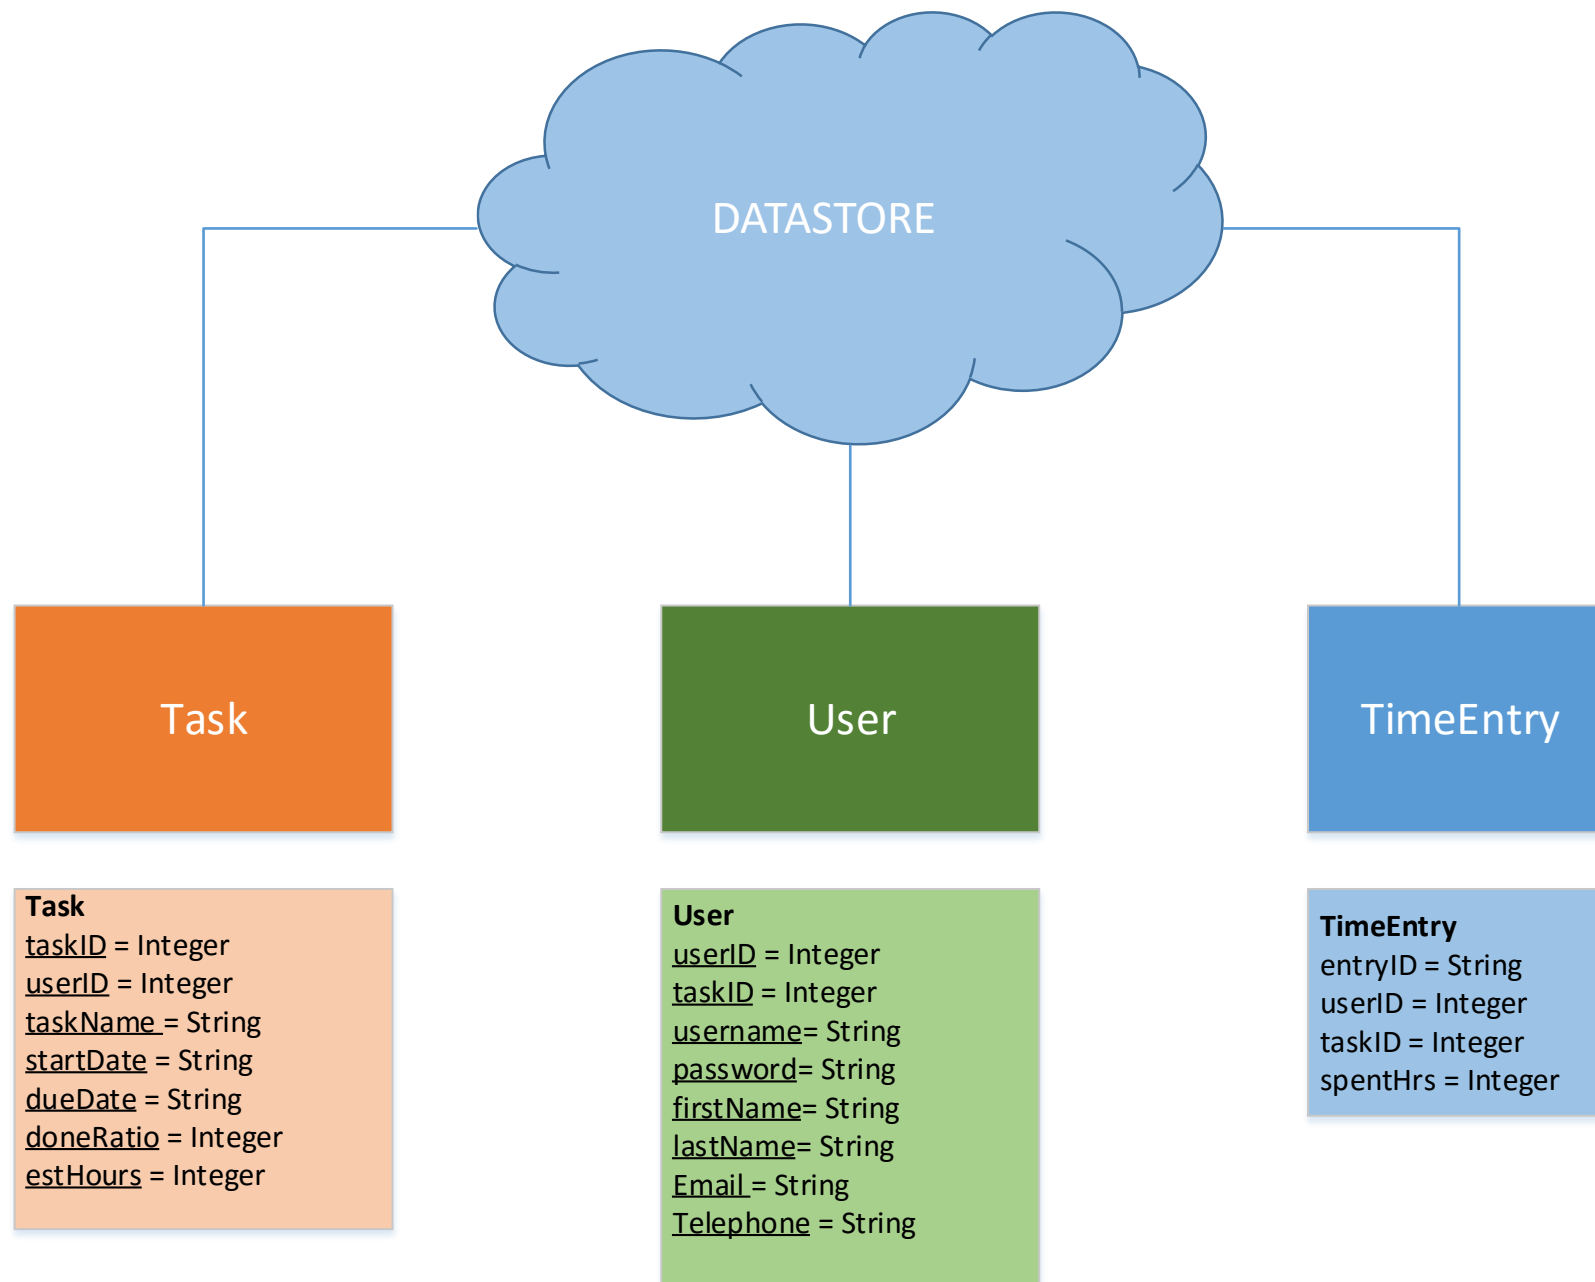 DATASTORE
Task
User
TimeEntry
Task
taskID = Integer
userID = Integer
taskName = String
startDate = String
dueDate = String
doneRatio = Integer
estHours = Integer
User
userID = Integer
taskID = Integer
username= String
password= String
firstName= String
lastName= String
Email = String
Telephone = String
TimeEntry
entryID = String
userID = Integer
taskID = Integer
spentHrs = Integer